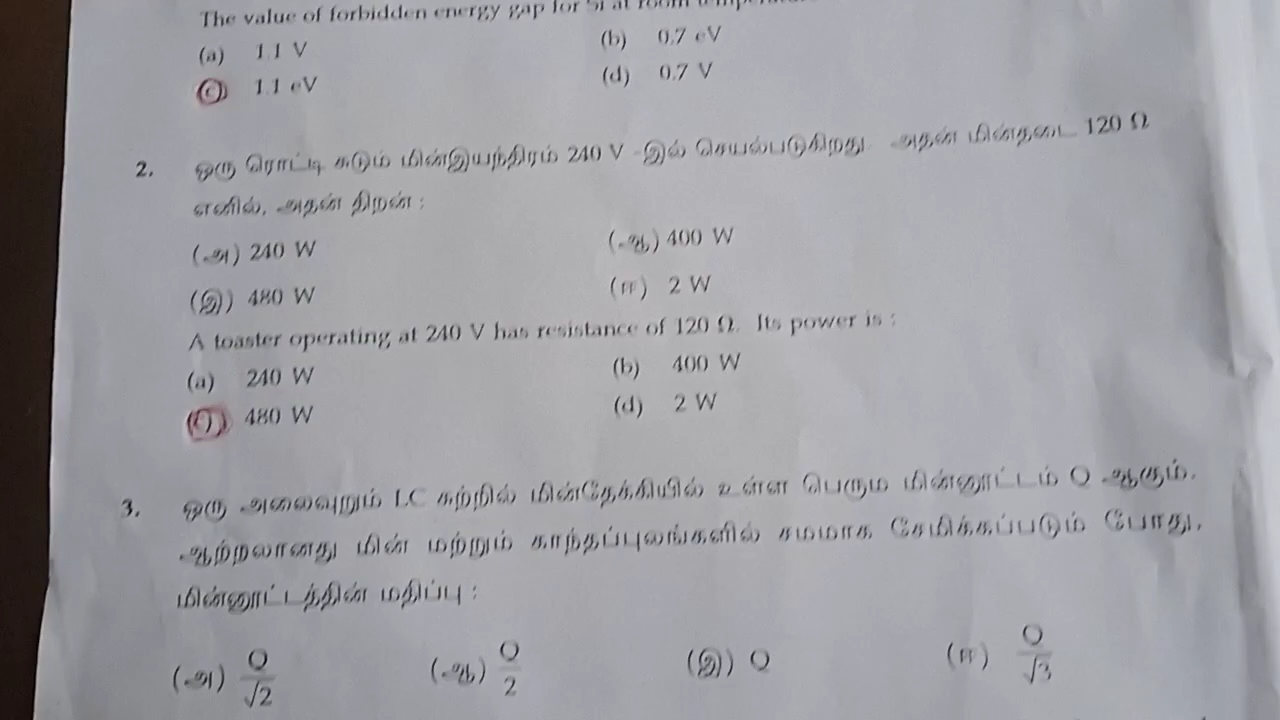 The value of forbidden energy gap for Si at room
(a) 1.1 V (b) 0.7 eV
(c) 1.1 eV (d) 0.7 V
2. ஒரு ரொட்டி சுடும் மின்இயந்திரம் 240 V -இல் செயல்படுகிறது. அதன் மின்தடை 120 Ω
எனில், அதன் திறன் :
(அ) 240 W (ஆ) 400 W
(இ) 480 W (ஈ) 2 W
A toaster operating at 240 V has resistance of 120 Ω. Its power is :
(a) 240 W (b) 400 W
(c) 480 W (d) 2 W
3. ஒரு அலைவுறும் LC சுற்றில் மின்தேக்கியில் உள்ள பெரும மின்னூட்டம் Q ஆகும்.
ஆற்றலானது மின் மற்றும் காந்தப்புலங்களில் சமமாக சேமிக்கப்படும் போது,
மின்னூட்டத்தின் மதிப்பு :
(அ) Q/√2 (ஆ) Q/2 (இ) Q (ஈ) Q/√3